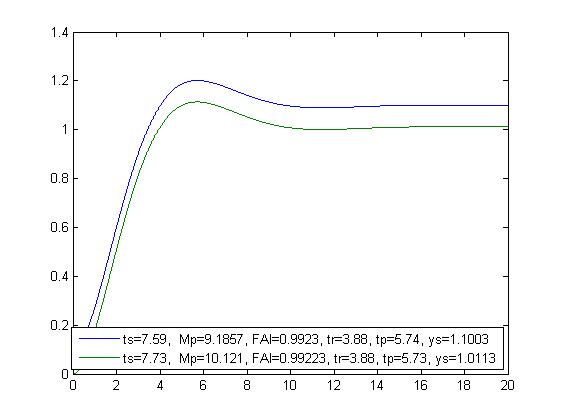 1.4
1.2
1
0.8
0.6
0.4
0.2
0
ts=7.59,  Mp=9.1857, FAI=0.9923, tr=3.88, tp=5.74, ys=1.1003
ts=7.73,  Mp=10.121, FAI=0.99223, tr=3.88, tp=5.73, ys=1.0113
0 2 4 6 8 10 12 14 16 18 20